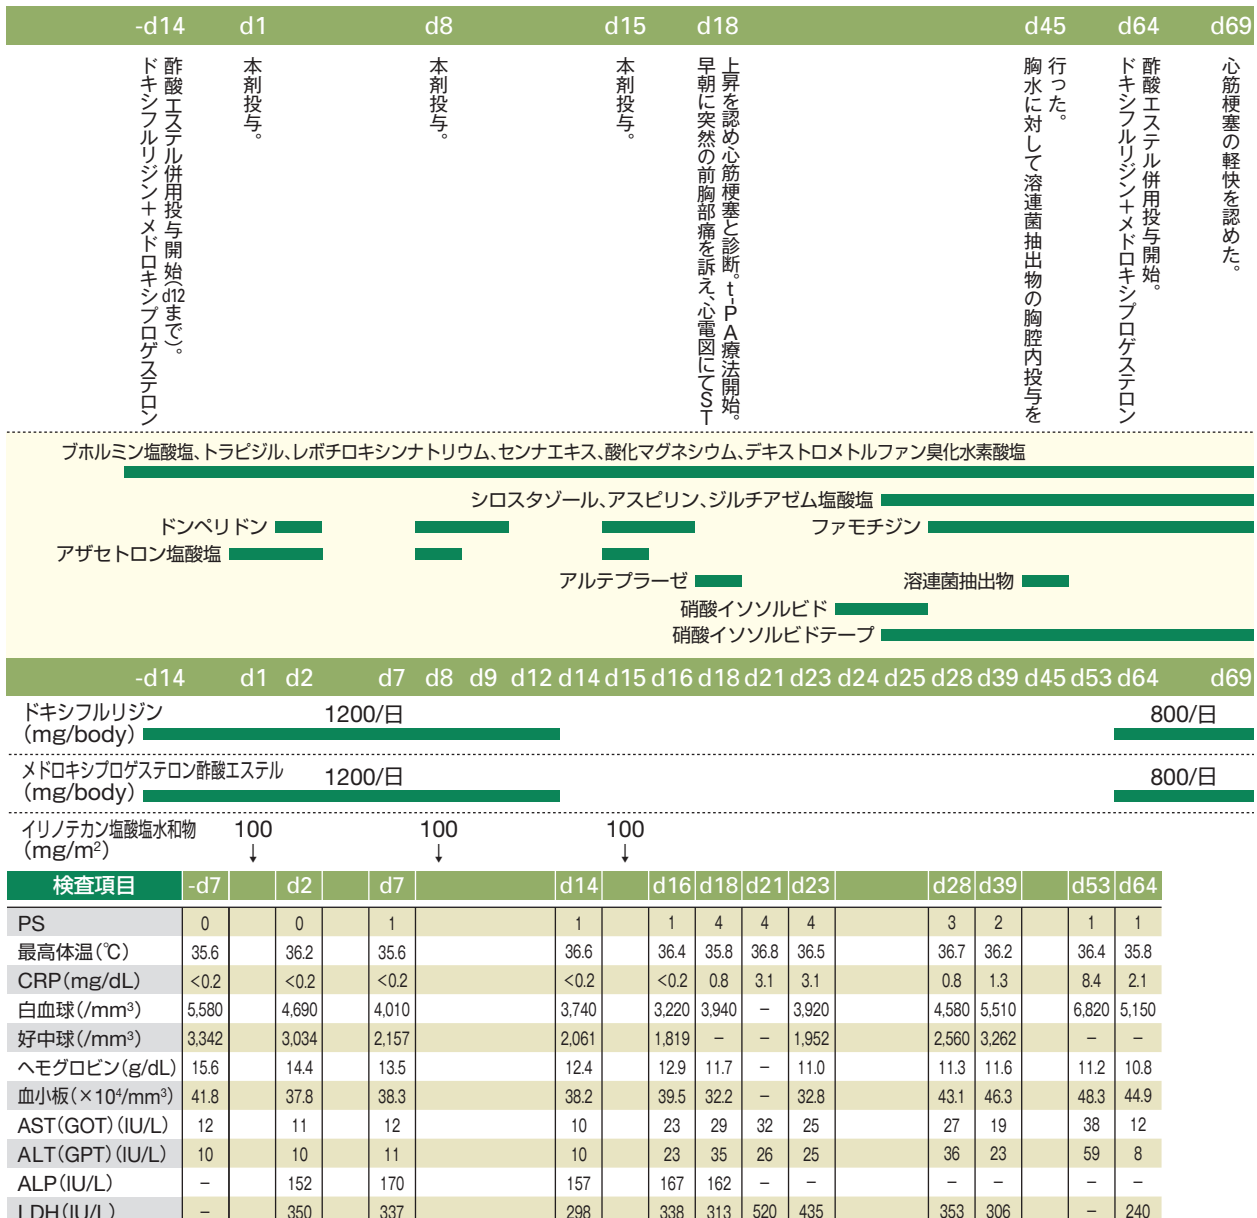 -d14 d1 d8 d15 d18 d45 d64 d69
ドキシフルリジン＋メドロキシプロゲステロン
酢酸エステル併用投与開始（d12まで）。
本剤投与。
本剤投与。
本剤投与。
早朝に突然の前胸部痛を訴え、心電図にてST
上昇を認め心筋梗塞と診断。t-PA療法開始。
胸水に対して溶連菌抽出物の胸腔内投与を
行った。
ドキシフルリジン＋メドロキシプロゲステロン
酢酸エステル併用投与開始。
心筋梗塞の軽快を認めた。
ブホルミン塩酸塩、トラピジル、レボチロキシンナトリウム、センナエキス、酸化マグネシウム、デキストロメトルファン臭化水素酸塩
シロスタゾール、アスピリン、ジルチアゼム塩酸塩
ドンペリドン ファモチジン
アザセトロン塩酸塩
アルテプラーゼ 溶連菌抽出物
硝酸イソソルビド
硝酸イソソルビドテープ
-d14 d1 d2 d7 d8 d9 d12 d14 d15 d16 d18 d21 d23 d24 d25 d28 d39 d45 d53 d64 d69
ドキシフルリジン 1200/日 800/日
（mg/body）
メドロキシプロゲステロン酢酸エステル 1200/日 800/日
（mg/body）
イリノテカン塩酸塩水和物 100 100 100
（mg/m²） ↓ ↓ ↓
検査項目 -d7 d2 d7 d14 d16 d18 d21 d23 d28 d39 d53 d64
PS 0 0 1 1 1 4 4 4 3 2 1 1
最高体温（℃） 35.6 36.2 35.6 36.6 36.4 35.8 36.8 36.5 36.7 36.2 36.4 35.8
CRP（mg/dL） <0.2 <0.2 <0.2 <0.2 <0.2 0.8 3.1 3.1 0.8 1.3 8.4 2.1
白血球（/mm³） 5,580 4,690 4,010 3,740 3,220 3,940 − 3,920 4,580 5,510 6,820 5,150
好中球（/mm³） 3,342 3,034 2,157 2,061 1,819 − − 1,952 2,560 3,262 − −
ヘモグロビン（g/dL） 15.6 14.4 13.5 12.4 12.9 11.7 − 11.0 11.3 11.6 11.2 10.8
血小板（×10⁴/mm³） 41.8 37.8 38.3 38.2 39.5 32.2 − 32.8 43.1 46.3 48.3 44.9
AST（GOT）（IU/L） 12 11 12 10 23 29 32 25 27 19 38 12
ALT（GPT）（IU/L） 10 10 11 10 23 35 26 25 36 23 59 8
ALP（IU/L） − 152 170 157 167 162 − − − − − −
LDH（IU/L） − 350 337 298 338 313 520 435 353 306 − 240